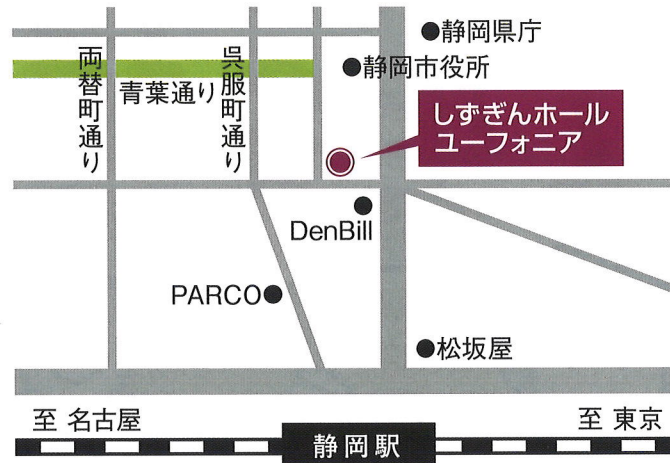 静岡県庁
静岡市役所
両替町通り
青葉通り
呉服町通り
しずぎんホール
ユーフォニア
DenBill
PARCO
松坂屋
至 名古屋
至 東京
静岡駅